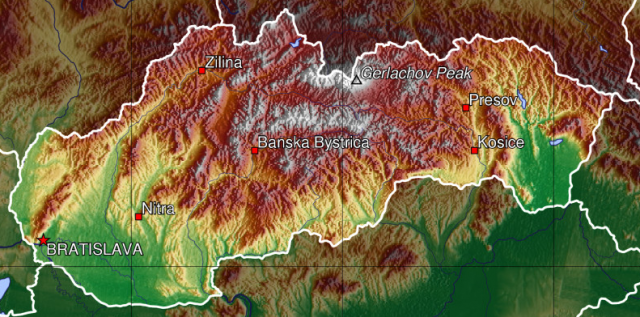 Zilina
Gerlachov Peak
Presov
Banska Bystrica
Kosice
Nitra
BRATISLAVA